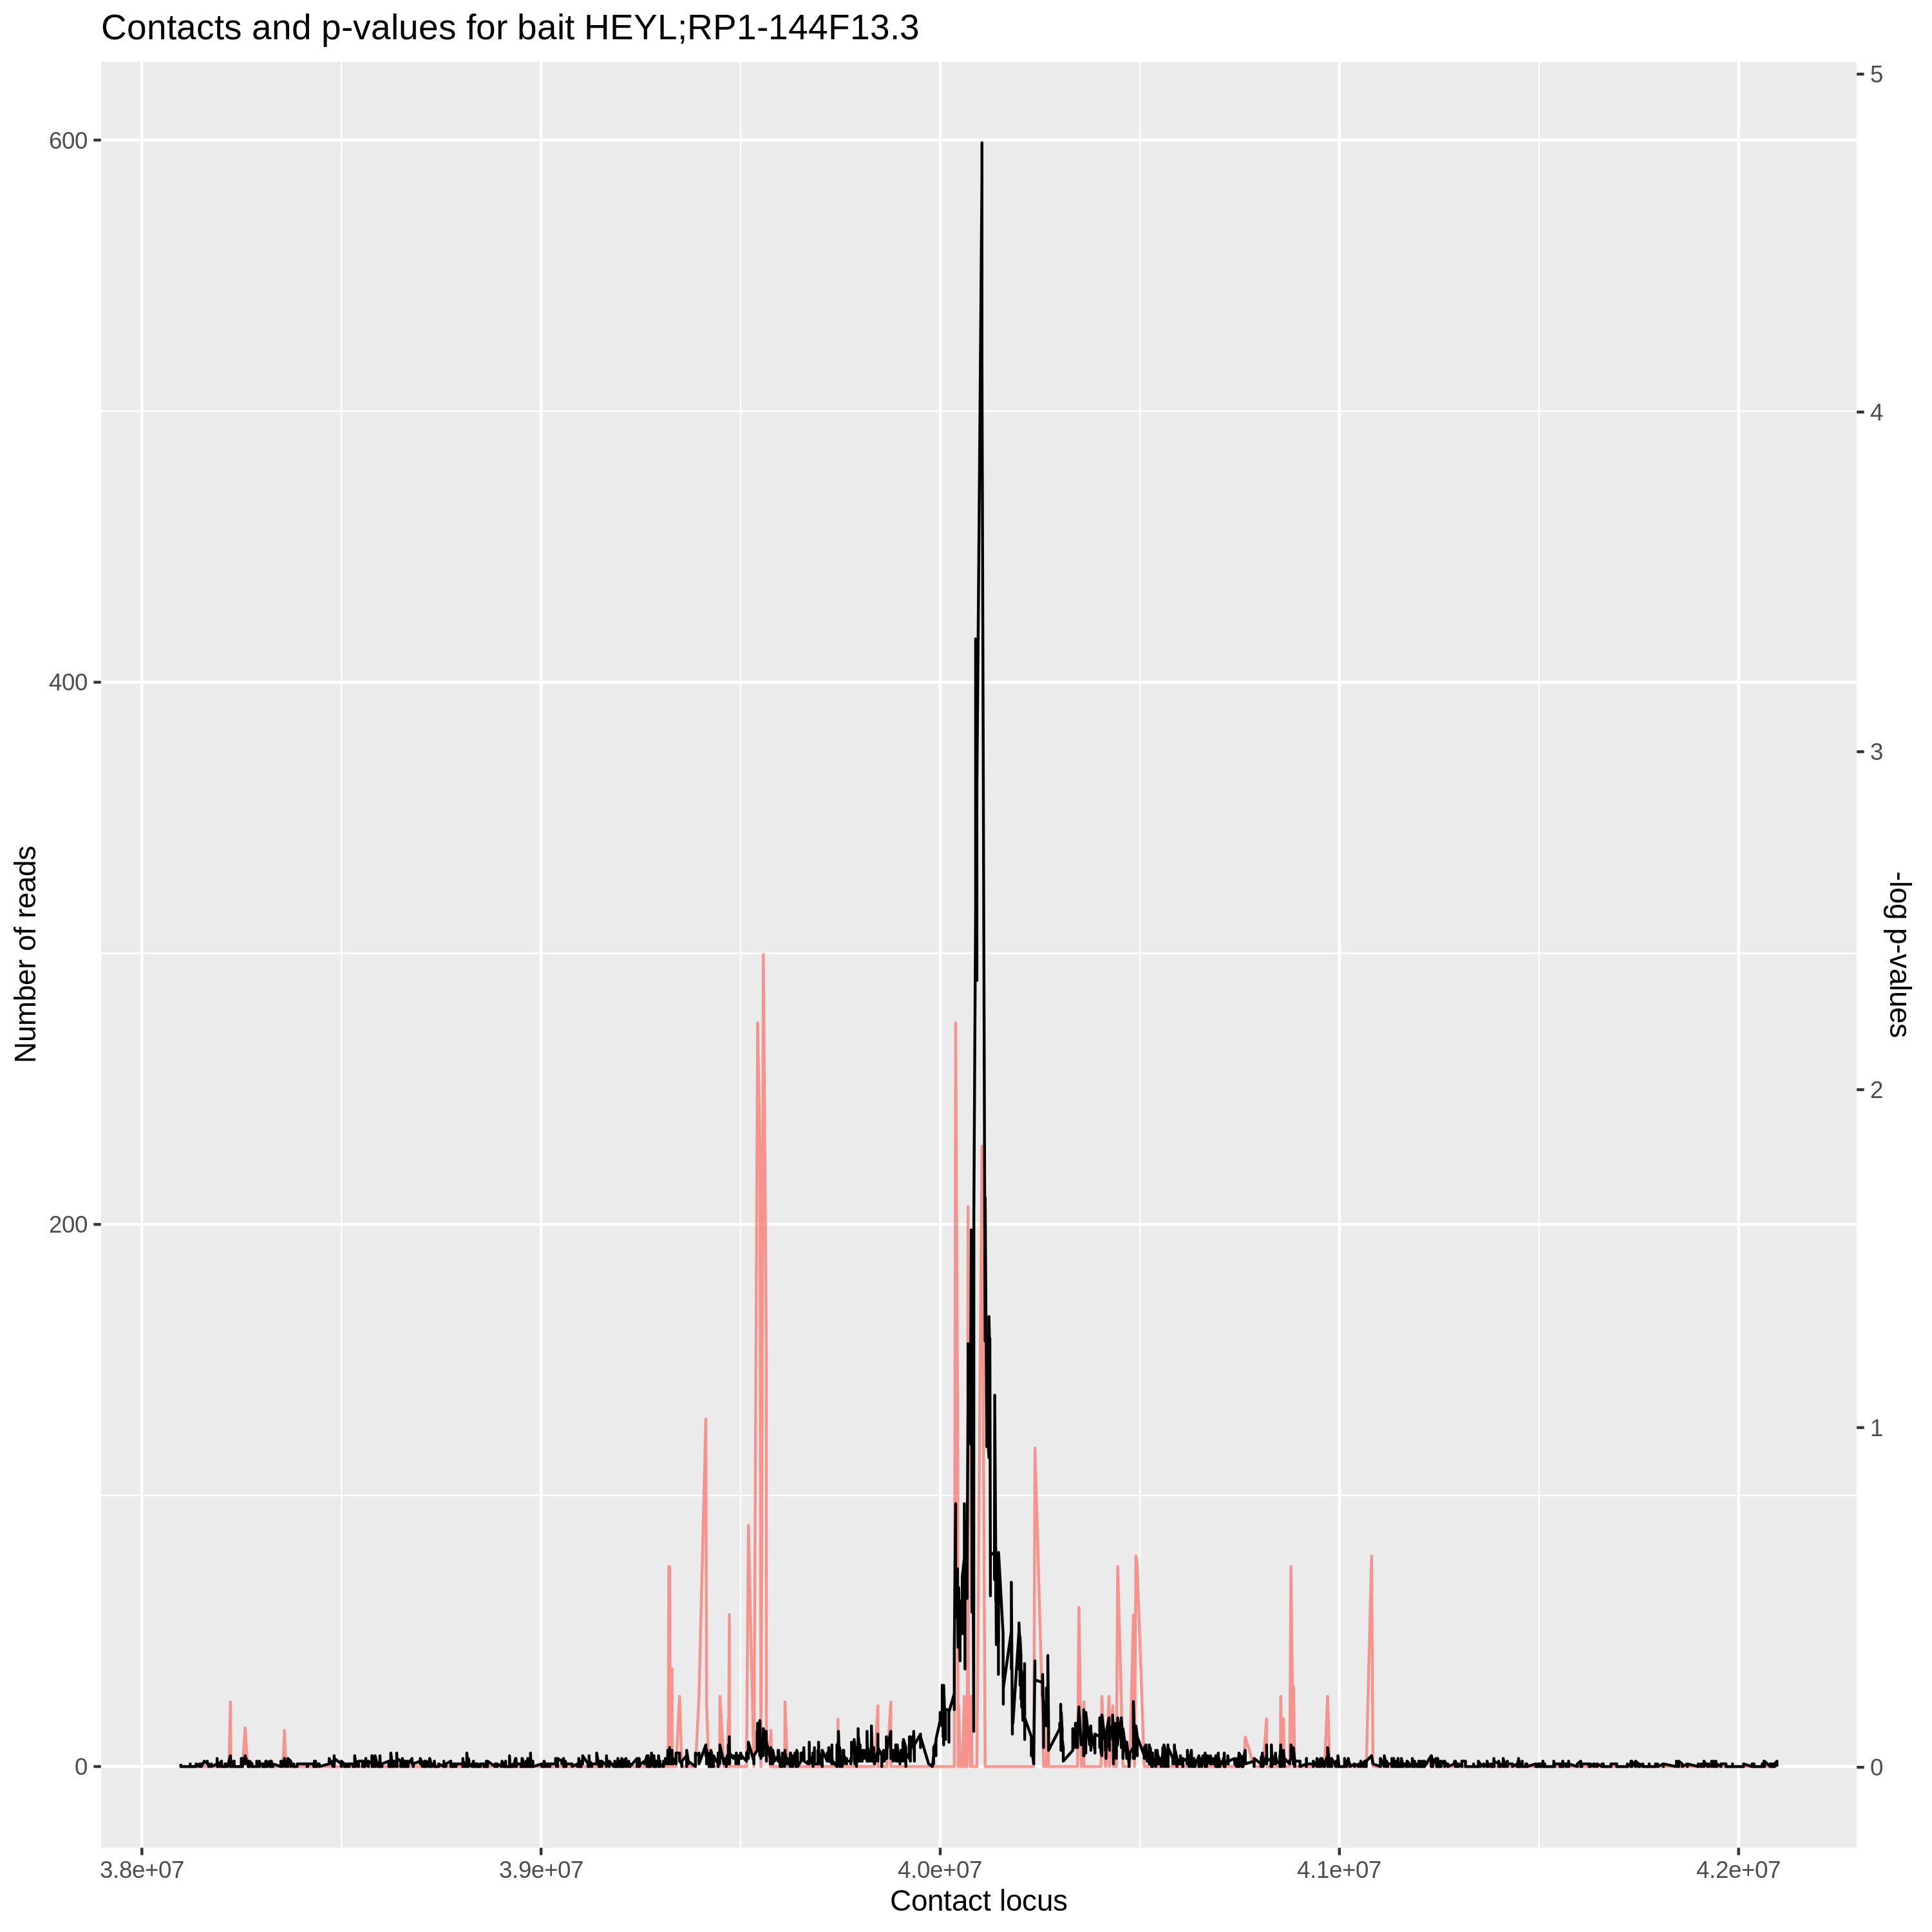 Contacts and p-values for bait HEYL;RP1-144F13.3
5
600
4
400
3
2
200
1
0
0
Number of reads
-log p-values
3.8e+07
3.9e+07
4.0e+07
4.1e+07
4.2e+07
Contact locus